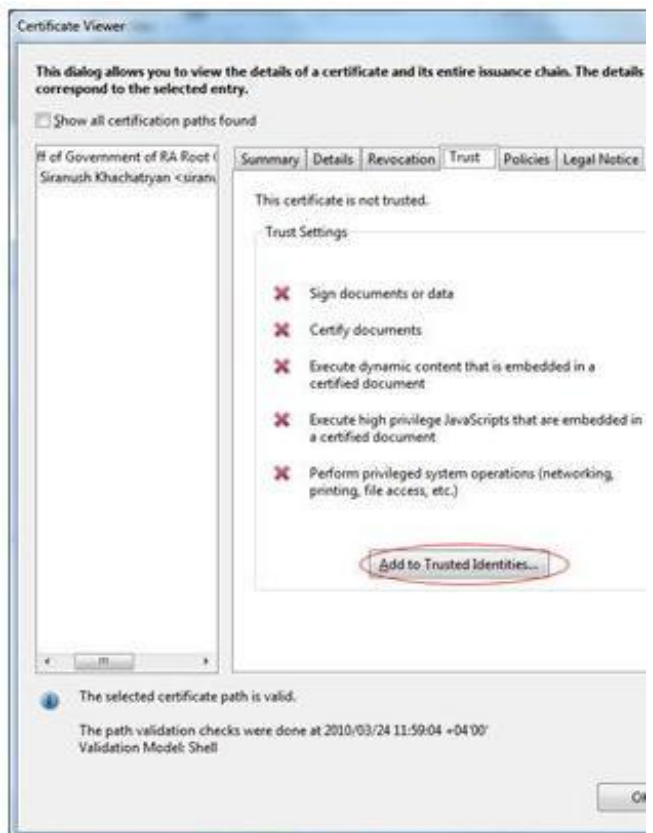 Certificate Viewer
This dialog allows you to view the details of a certificate and its entire issuance chain. The details
correspond to the selected entry.
Show all certification paths found
ff of Government of RA Root
Siranush Khachatryan <siranu
Summary Details Revocation Trust Policies Legal Notice
This certificate is not trusted.
Trust Settings
Sign documents or data
Certify documents
Execute dynamic content that is embedded in a
certified document
Execute high privilege JavaScripts that are embedded in
a certified document
Perform privileged system operations (networking,
printing, file access, etc.)
Add to Trusted Identities...
The selected certificate path is valid.
The path validation checks were done at 2010/03/24 11:59:04 +04'00'
Validation Model: Shell
OK